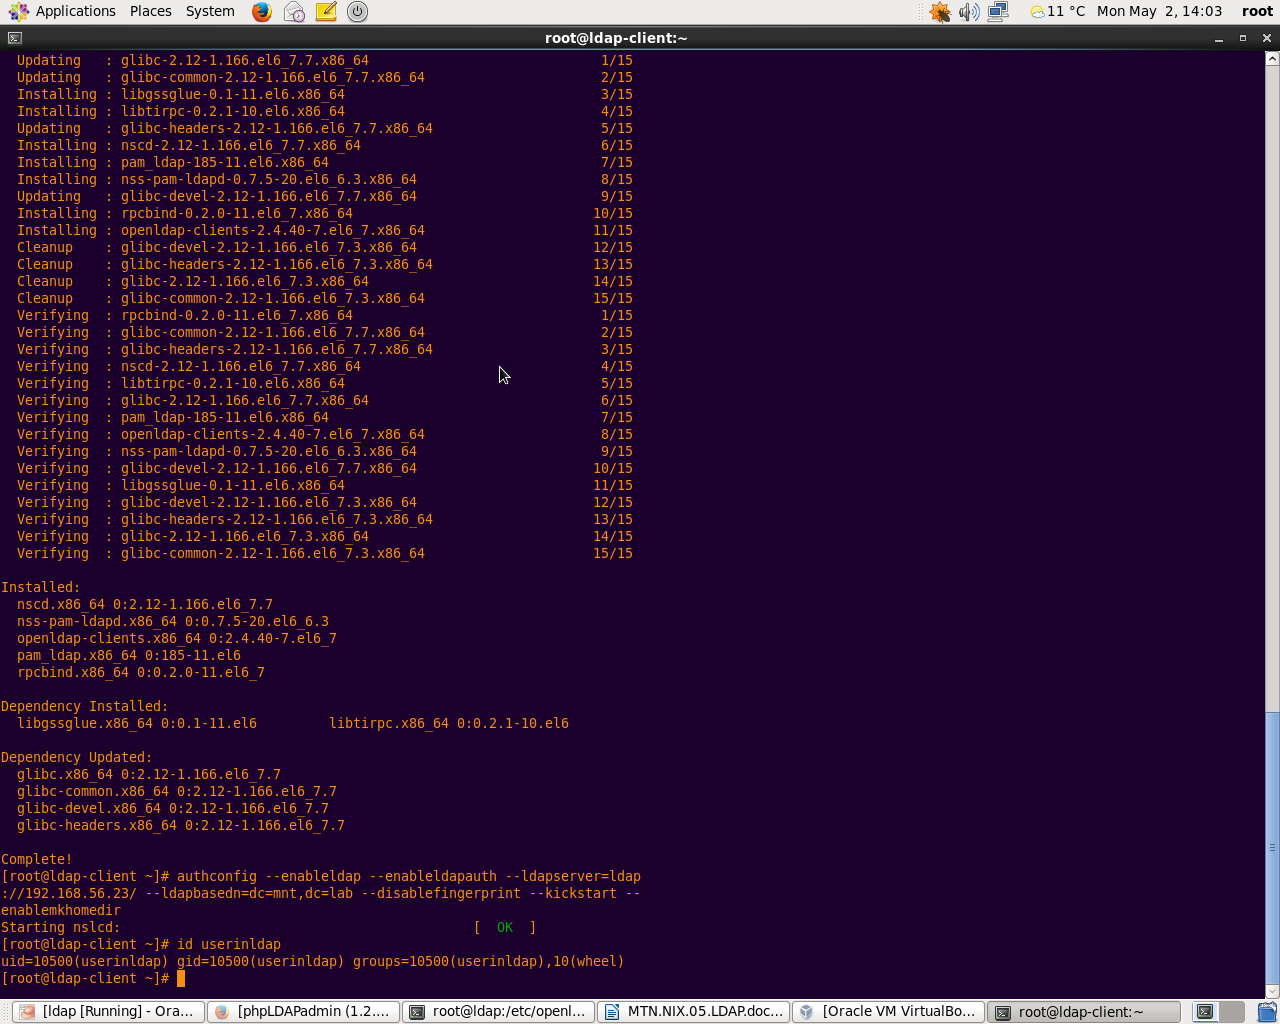 Applications Places System 11 °C Mon May 2, 14:03 root
root@ldap-client:~
Updating : glibc-2.12-1.166.el6_7.7.x86_64 1/15
Updating : glibc-common-2.12-1.166.el6_7.7.x86_64 2/15
Installing : libgssglue-0.1-11.el6.x86_64 3/15
Installing : libtirpc-0.2.1-10.el6.x86_64 4/15
Updating : glibc-headers-2.12-1.166.el6_7.7.x86_64 5/15
Installing : nscd-2.12-1.166.el6_7.7.x86_64 6/15
Installing : pam_ldap-185-11.el6.x86_64 7/15
Installing : nss-pam-ldapd-0.7.5-20.el6_6.3.x86_64 8/15
Updating : glibc-devel-2.12-1.166.el6_7.7.x86_64 9/15
Installing : rpcbind-0.2.0-11.el6_7.x86_64 10/15
Installing : openldap-clients-2.4.40-7.el6_7.x86_64 11/15
Cleanup : glibc-devel-2.12-1.166.el6_7.3.x86_64 12/15
Cleanup : glibc-headers-2.12-1.166.el6_7.3.x86_64 13/15
Cleanup : glibc-2.12-1.166.el6_7.3.x86_64 14/15
Cleanup : glibc-common-2.12-1.166.el6_7.3.x86_64 15/15
Verifying : rpcbind-0.2.0-11.el6_7.x86_64 1/15
Verifying : glibc-common-2.12-1.166.el6_7.7.x86_64 2/15
Verifying : glibc-headers-2.12-1.166.el6_7.7.x86_64 3/15
Verifying : nscd-2.12-1.166.el6_7.7.x86_64 4/15
Verifying : libtirpc-0.2.1-10.el6.x86_64 5/15
Verifying : glibc-2.12-1.166.el6_7.7.x86_64 6/15
Verifying : pam_ldap-185-11.el6.x86_64 7/15
Verifying : openldap-clients-2.4.40-7.el6_7.x86_64 8/15
Verifying : nss-pam-ldapd-0.7.5-20.el6_6.3.x86_64 9/15
Verifying : glibc-devel-2.12-1.166.el6_7.7.x86_64 10/15
Verifying : libgssglue-0.1-11.el6.x86_64 11/15
Verifying : glibc-devel-2.12-1.166.el6_7.3.x86_64 12/15
Verifying : glibc-headers-2.12-1.166.el6_7.3.x86_64 13/15
Verifying : glibc-2.12-1.166.el6_7.3.x86_64 14/15
Verifying : glibc-common-2.12-1.166.el6_7.3.x86_64 15/15
Installed:
nscd.x86_64 0:2.12-1.166.el6_7.7
nss-pam-ldapd.x86_64 0:0.7.5-20.el6_6.3
openldap-clients.x86_64 0:2.4.40-7.el6_7
pam_ldap.x86_64 0:185-11.el6
rpcbind.x86_64 0:0.2.0-11.el6_7
Dependency Installed:
libgssglue.x86_64 0:0.1-11.el6 libtirpc.x86_64 0:0.2.1-10.el6
Dependency Updated:
glibc.x86_64 0:2.12-1.166.el6_7.7
glibc-common.x86_64 0:2.12-1.166.el6_7.7
glibc-devel.x86_64 0:2.12-1.166.el6_7.7
glibc-headers.x86_64 0:2.12-1.166.el6_7.7
Complete!
[root@ldap-client ~]# authconfig --enableldap --enableldapauth --ldapserver=ldap
://192.168.56.23/ --ldapbasedn=dc=mnt,dc=lab --disablefingerprint --kickstart --
enablemkhomedir
Starting nslcd: [ OK ]
[root@ldap-client ~]# id userinldap
uid=10500(userinldap) gid=10500(userinldap) groups=10500(userinldap),10(wheel)
[root@ldap-client ~]#
[ldap [Running] - Ora... [phpLDAPadmin (1.2.... root@ldap:/etc/openl... MTN.NIX.05.LDAP.doc... [Oracle VM VirtualBo... root@ldap-client:~